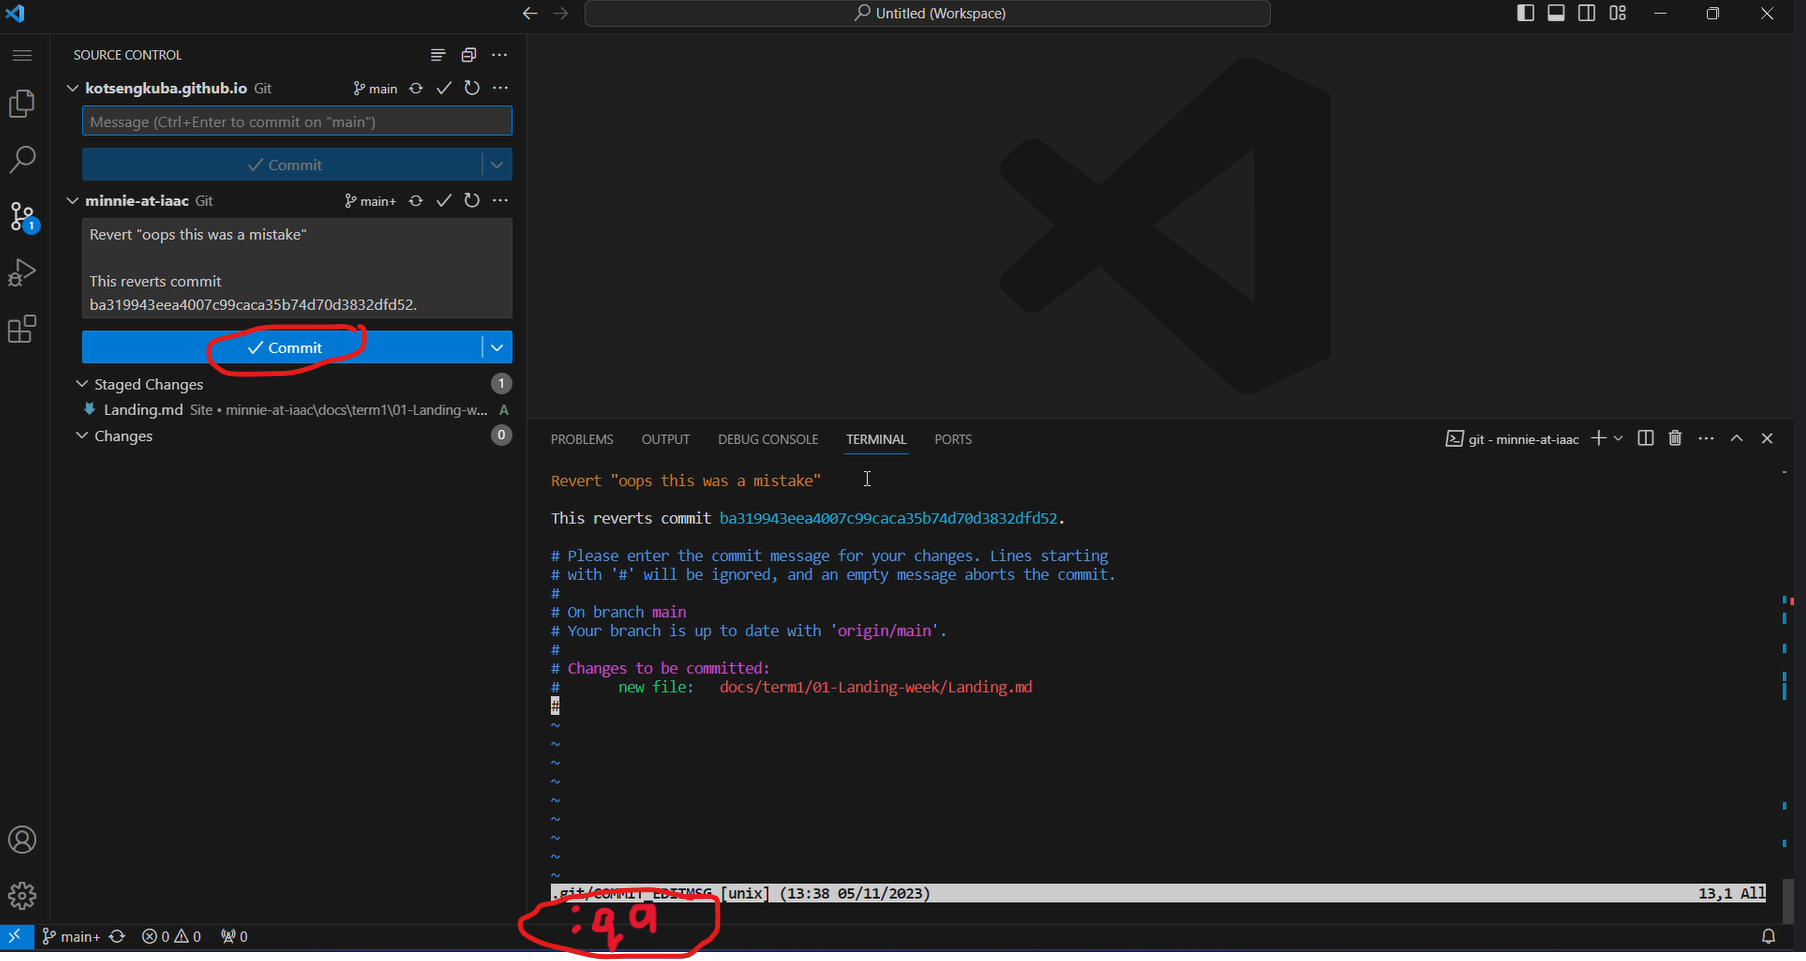 Untitled (Workspace)
SOURCE CONTROL
kotsengkuba.github.io Git main
Message (Ctrl+Enter to commit on "main")
Commit
minnie-at-iaac Git main+
Revert "oops this was a mistake"
This reverts commit
ba319943eea4007c99caca35b74d70d3832dfd52.
Commit
Staged Changes 1
Landing.md Site • minnie-at-iaac\docs\term1\01-Landing-w... A
Changes 0
1
PROBLEMS OUTPUT DEBUG CONSOLE TERMINAL PORTS git - minnie-at-iaac
Revert "oops this was a mistake"
This reverts commit ba319943eea4007c99caca35b74d70d3832dfd52.
# Please enter the commit message for your changes. Lines starting
# with '#' will be ignored, and an empty message aborts the commit.
#
# On branch main
# Your branch is up to date with 'origin/main'.
#
# Changes to be committed:
# new file: docs/term1/01-Landing-week/Landing.md
#
~
~
~
~
~
~
~
~
~
.git/COMMIT_EDITMSG [unix] (13:38 05/11/2023) 13,1 All
:qa
main+ 0 0 0